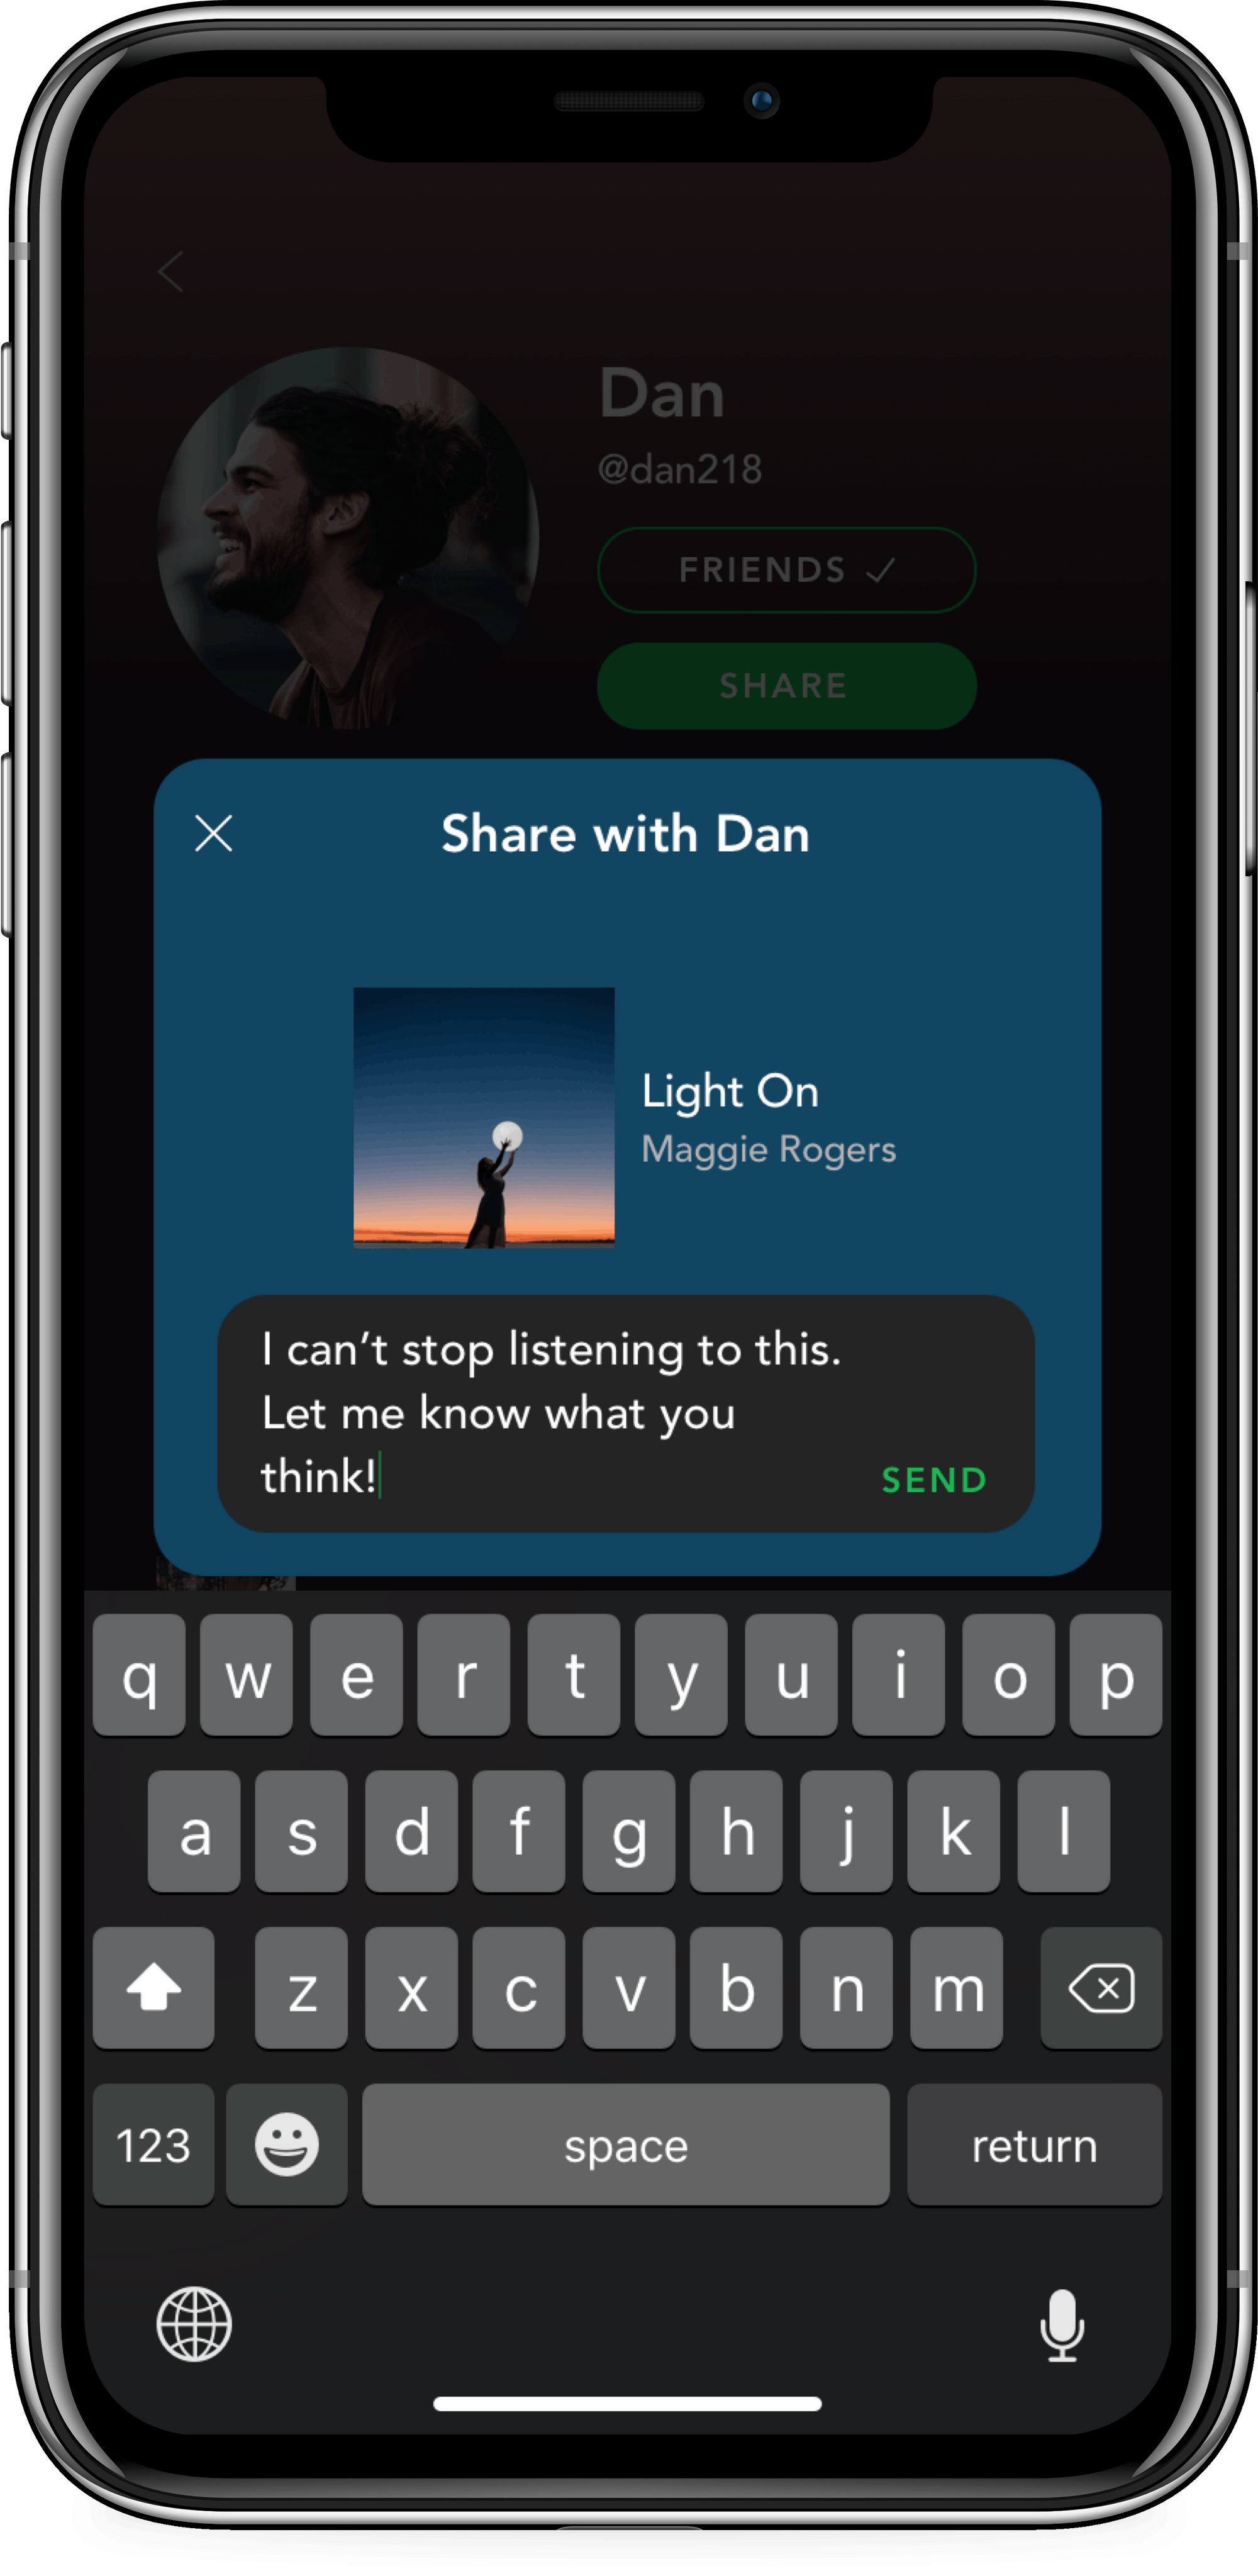 Dan
@dan218
FRIENDS ✓
SHARE
Share with Dan
Light On
Maggie Rogers
I can’t stop listening to this.
Let me know what you
think!
SEND
q w e r t y u i o p
a s d f g h j k l
z x c v b n m
123 space return